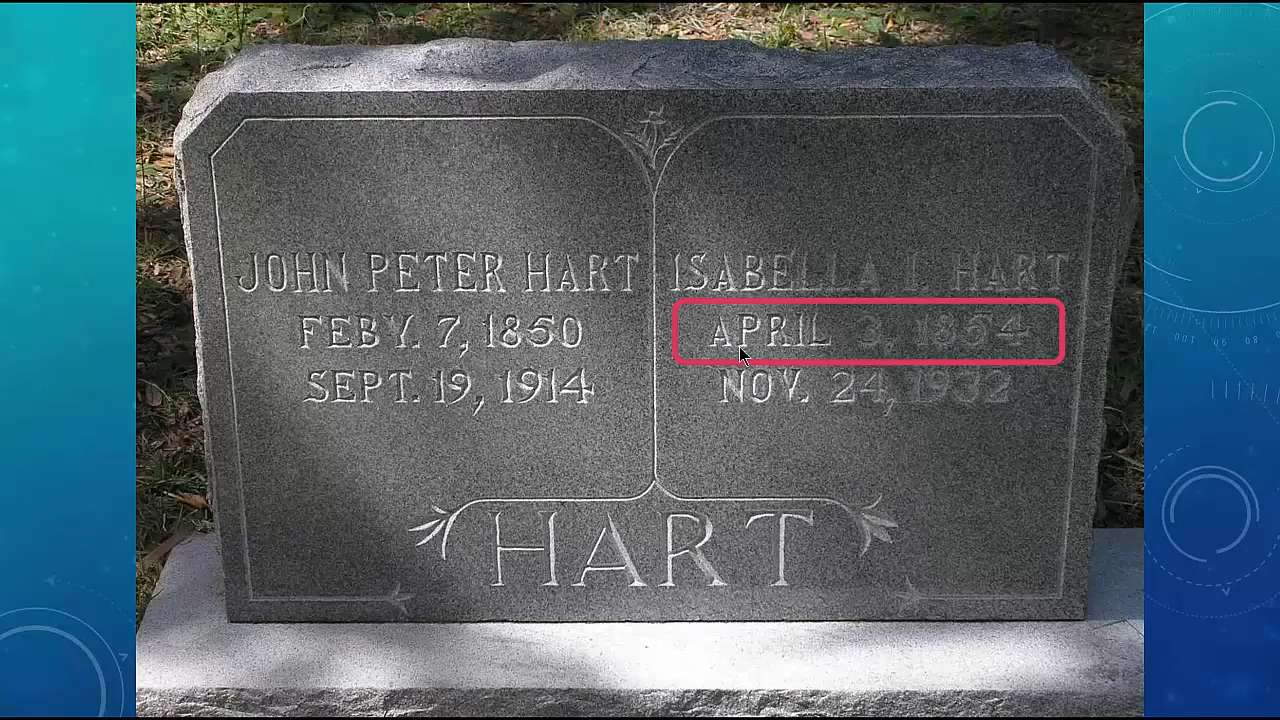 JOHN PETER HART
FEBY. 7, 1850
SEPT. 19, 1914
ISABELLA I. HART
APRIL 3, 1854
NOV. 24, 1932
HART